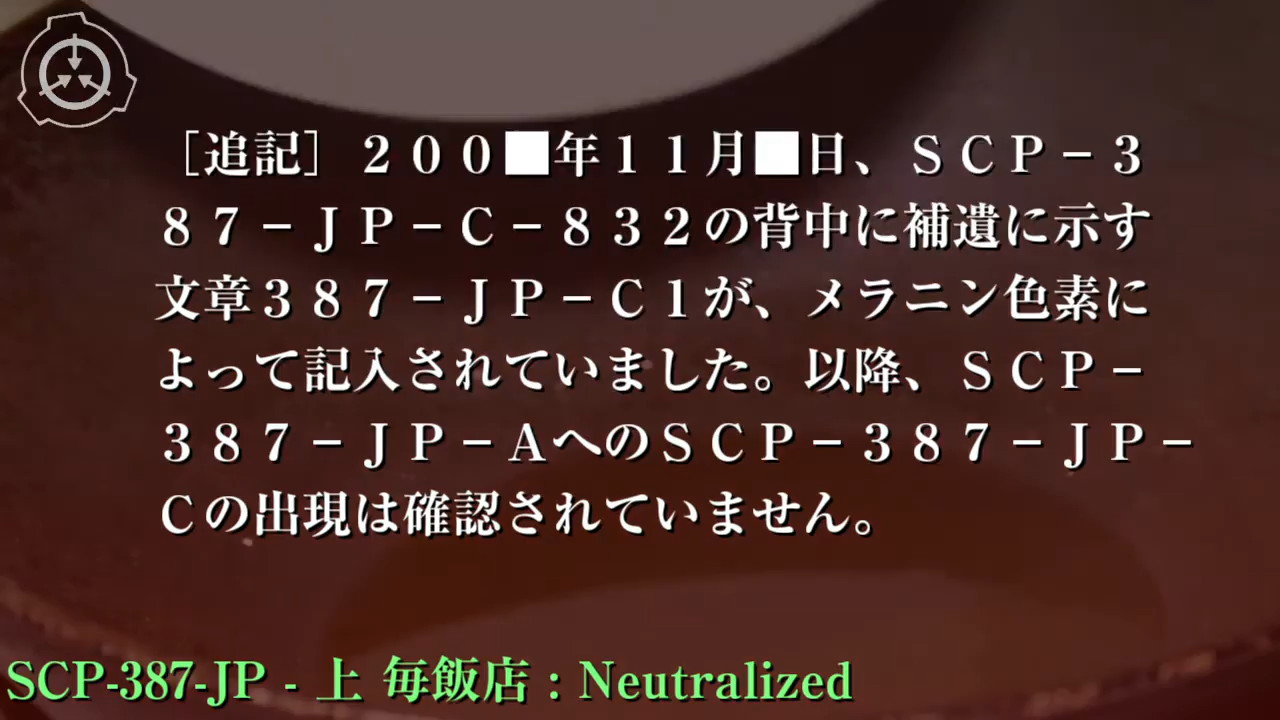 ［追記］２００█年１１月█日、ＳＣＰ－３
８７－ＪＰ－Ｃ－８３２の背中に補遺に示す
文章３８７－ＪＰ－Ｃ１が、メラニン色素に
よって記入されていました。以降、ＳＣＰ－
３８７－ＪＰ－ＡへのＳＣＰ－３８７－ＪＰ－
Ｃの出現は確認されていません。
SCP-387-JP - 上 毎飯店 : Neutralized